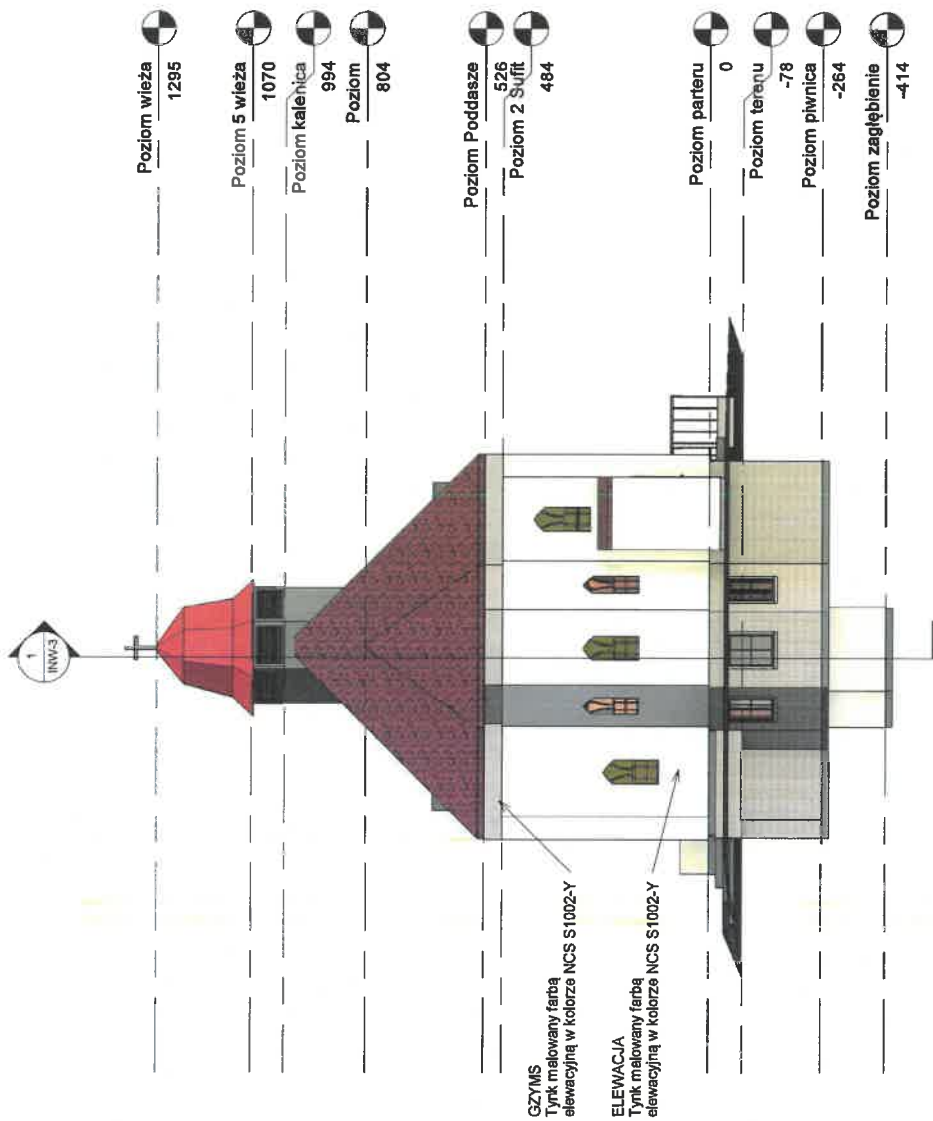 1
INW-3
Poziom wieża
1295
Poziom 5 wieża
1070
Poziom kalenica
994
Poziom
804
Poziom Poddasze
526
Poziom 2 Sufit
484
Poziom parteru
0
Poziom terenu
-78
Poziom piwnica
-264
Poziom zagłębienie
-414
GZYMS
Tynk malowany farbą
elewacyjną w kolorze NCS S1002-Y
ELEWACJA
Tynk malowany farbą
elewacyjną w kolorze NCS S1002-Y